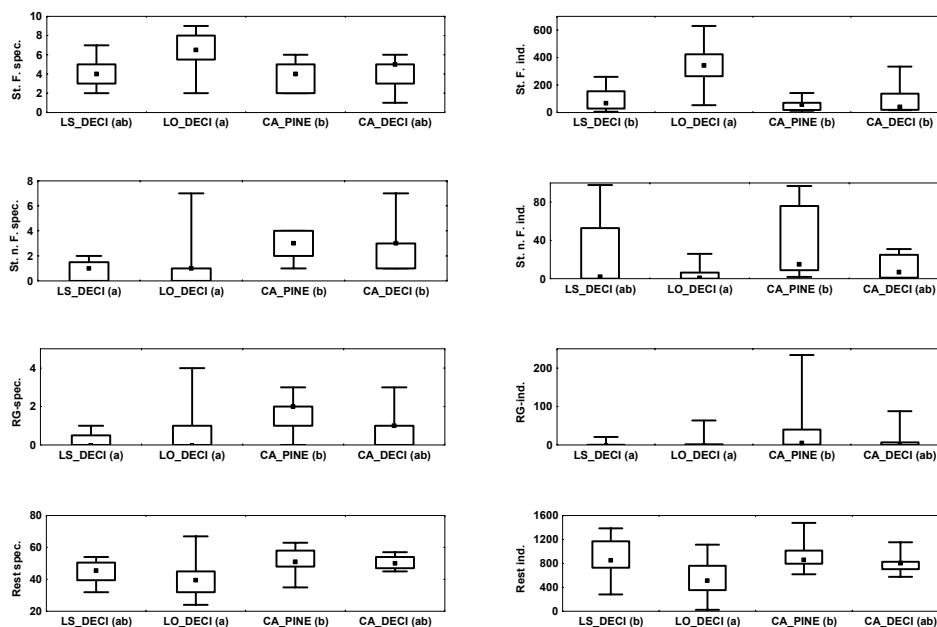 St. F. spec.
10
8
6
4
2
0
LS_DECI (ab) LO_DECI (a) CA_PINE (b) CA_DECI (ab)
St. F. ind.
600
400
200
0
LS_DECI (b) LO_DECI (a) CA_PINE (b) CA_DECI (b)
St. n. F. spec.
8
6
4
2
0
LS_DECI (a) LO_DECI (a) CA_PINE (b) CA_DECI (b)
St. n. F. ind.
80
40
0
LS_DECI (ab) LO_DECI (a) CA_PINE (b) CA_DECI (ab)
RG-spec.
4
2
0
LS_DECI (a) LO_DECI (a) CA_PINE (b) CA_DECI (ab)
RG-ind.
200
100
0
LS_DECI (a) LO_DECI (a) CA_PINE (b) CA_DECI (ab)
Rest spec.
80
60
40
20
LS_DECI (ab) LO_DECI (a) CA_PINE (b) CA_DECI (ab)
Rest ind.
1600
1200
800
400
0
LS_DECI (b) LO_DECI (a) CA_PINE (b) CA_DECI (ab)